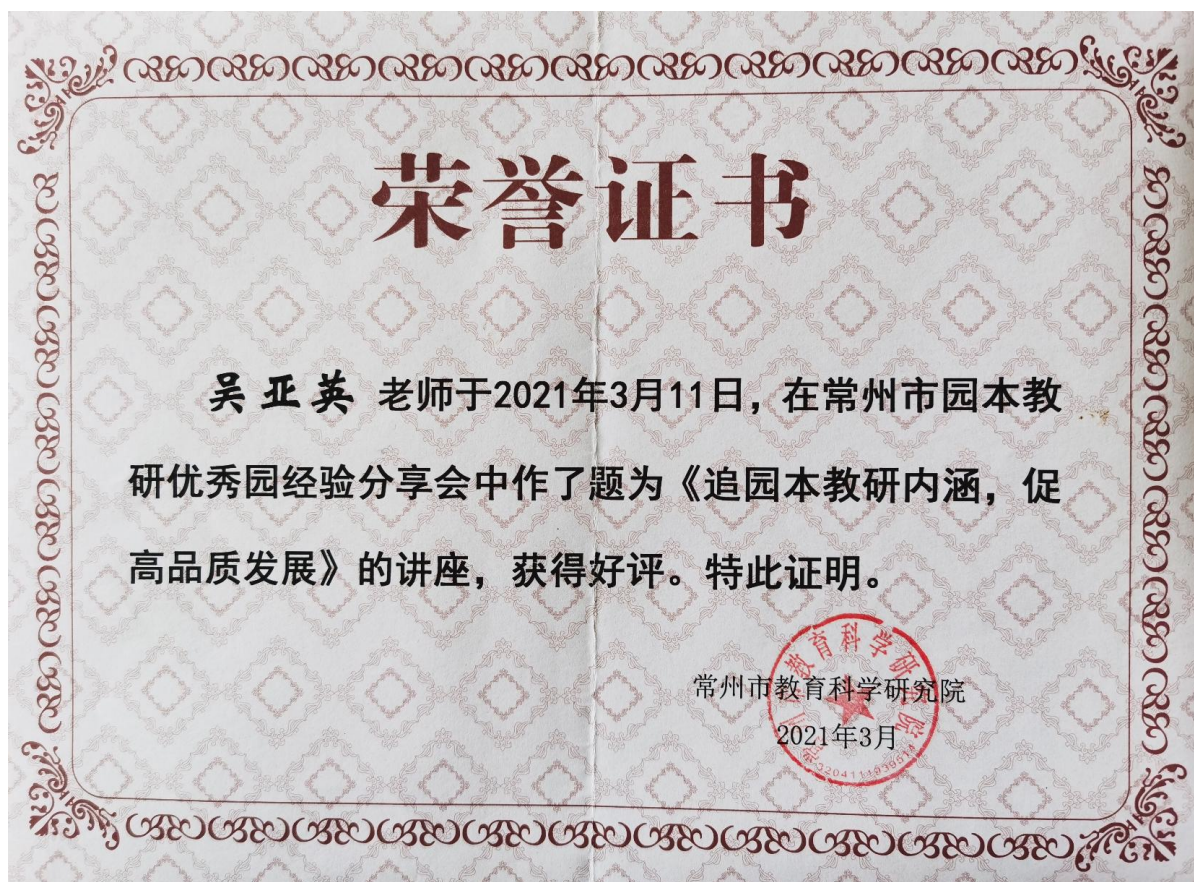 荣誉证书
吴亚英 老师于2021年3月11日，在常州市园本教
研优秀园经验分享会中作了题为《追园本教研内涵，促
高品质发展》的讲座，获得好评。特此证明。
常州市教育科学研究院
2021年3月